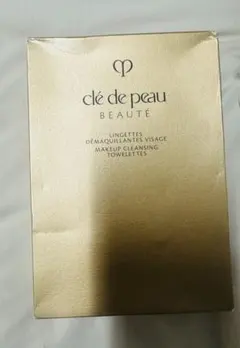 clé de peau
BEAUTÉ
LINGETTES
DÉMAQUILLANTES VISAGE
MAKEUP CLEANSING
TOWELETTES